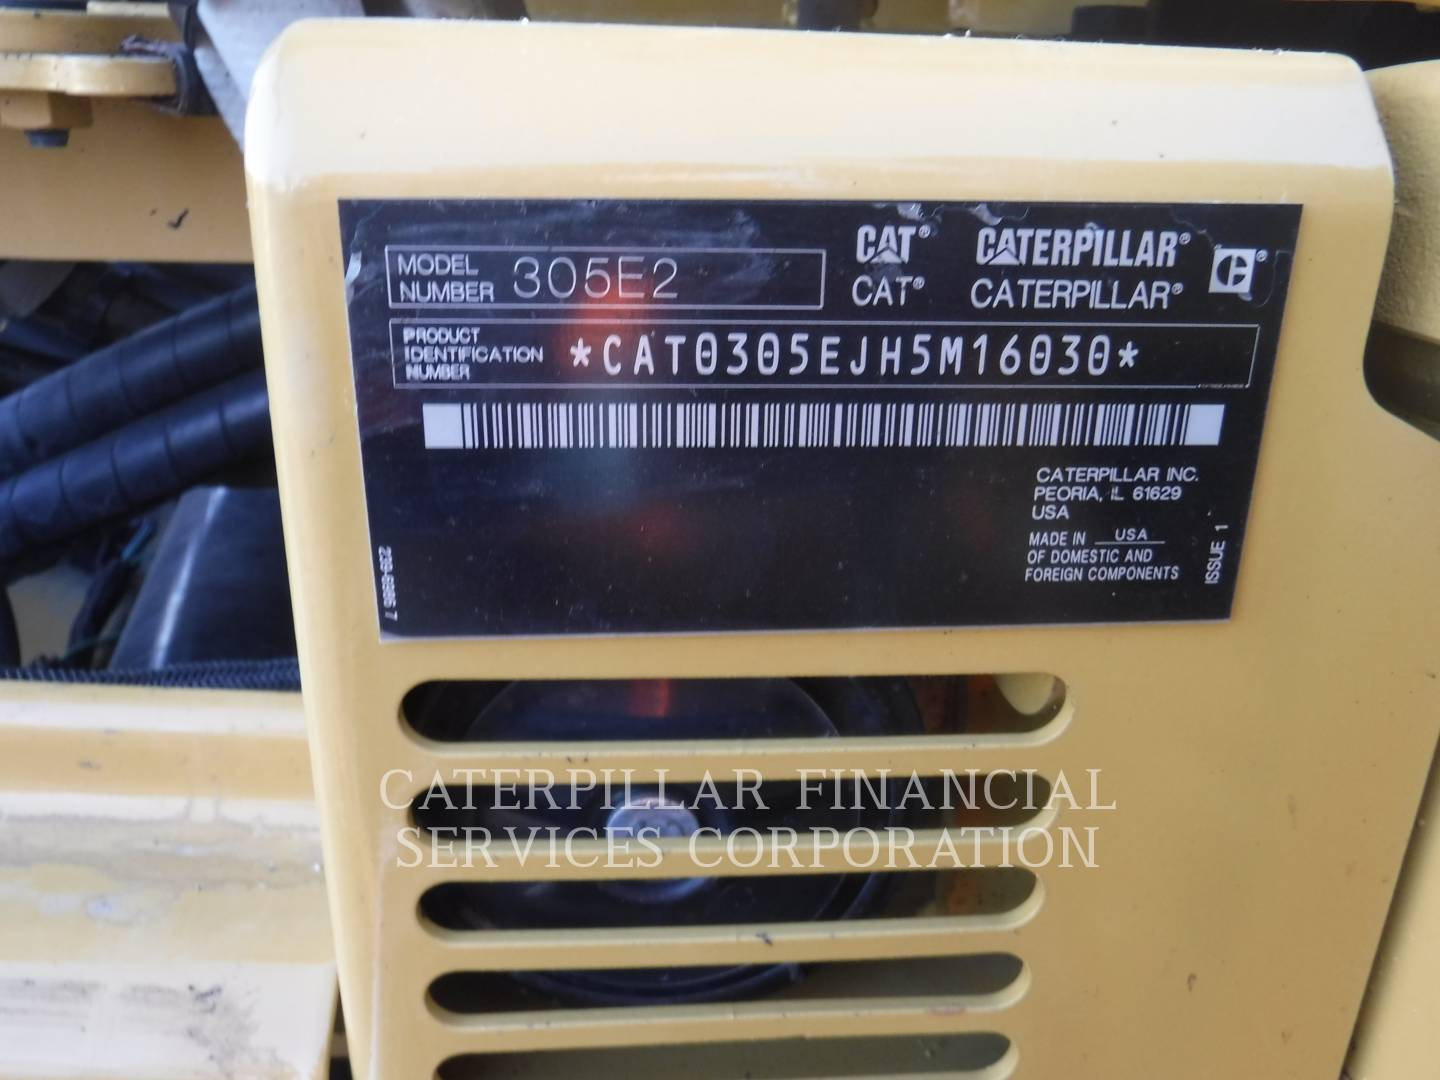 MODEL NUMBER 305E2
CAT® CATERPILLAR®
CAT® CATERPILLAR®
PRODUCT IDENTIFICATION NUMBER *CAT0305EJH5M16030*
CATERPILLAR INC.
PEORIA, IL 61629
USA
MADE IN USA
OF DOMESTIC AND
FOREIGN COMPONENTS
ISSUE 1
CATERPILLAR FINANCIAL
SERVICES CORPORATION